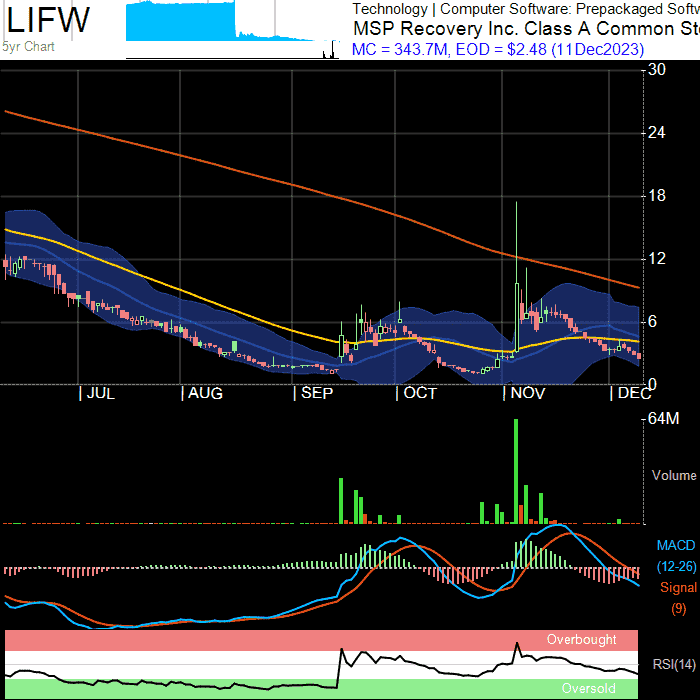 LIFW
5yr Chart
Technology | Computer Software: Prepackaged Softw
MSP Recovery Inc. Class A Common St
MC = 343.7M, EOD = $2.48 (11Dec2023)
30
24
18
12
6
0
JUL
AUG
SEP
OCT
NOV
DEC
64M
Volume
MACD
(12-26)
Signal
(9)
Overbought
RSI(14)
Oversold